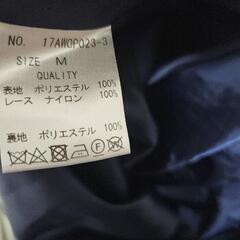 NO. 17AWOP023-3
SIZE M
QUALITY
表地 ポリエステル 100%
レース ナイロン 100%
裏地 ポリエステル 100%